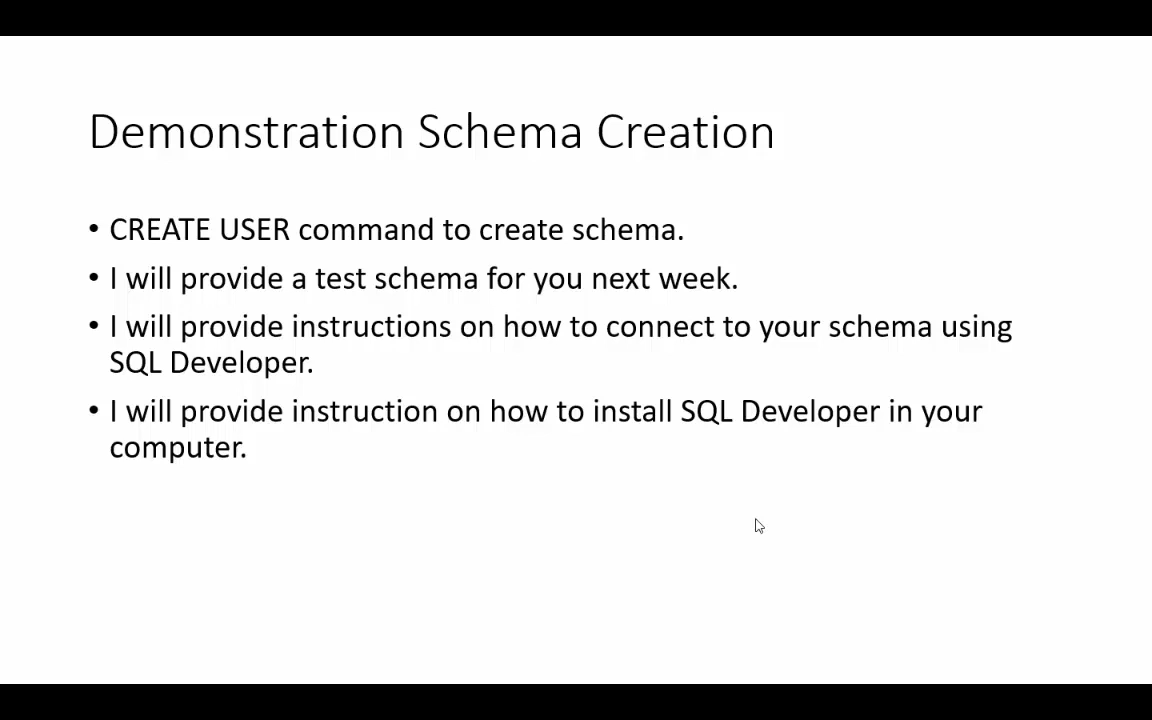 Demonstration Schema Creation
• CREATE USER command to create schema.
• I will provide a test schema for you next week.
• I will provide instructions on how to connect to your schema using
SQL Developer.
• I will provide instruction on how to install SQL Developer in your
computer.